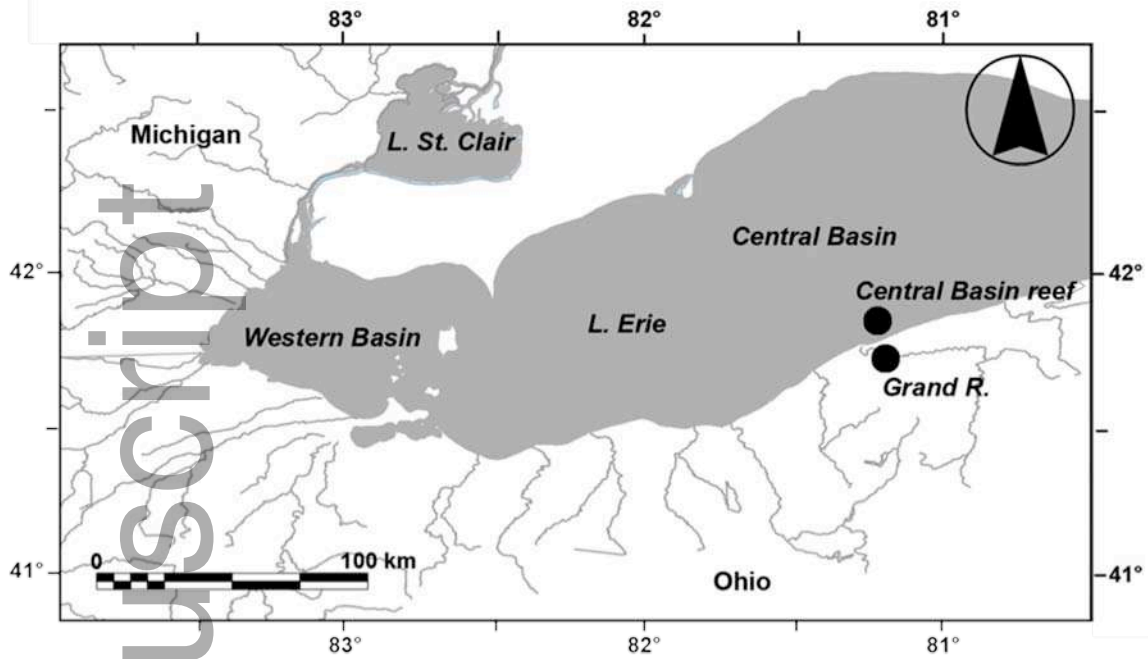 83° 82° 81°
Michigan
L. St. Clair
Central Basin
42° 42°
Central Basin reef
L. Erie
Western Basin
Grand R.
0 100 km
41° Ohio 41°
83° 82° 81°
uscript